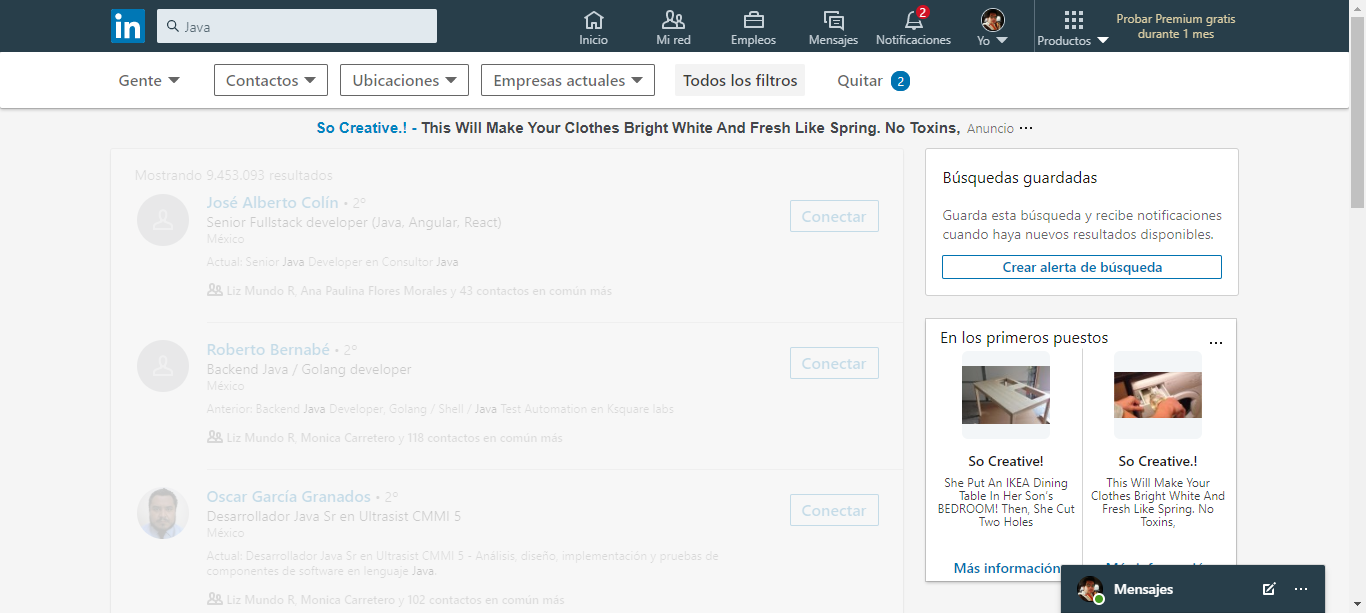 in
Java
Inicio
Mi red
Empleos
Mensajes
2
Notificaciones
Yo
Productos
Probar Premium gratis
durante 1 mes
Gente
Contactos
Ubicaciones
Empresas actuales
Todos los filtros
Quitar 2
So Creative.! - This Will Make Your Clothes Bright White And Fresh Like Spring. No Toxins, Anuncio ···
Mostrando 9.453.093 resultados
José Alberto Colín • 2º
Senior Fullstack developer (Java, Angular, React)
México
Actual: Senior Java Developer en Consultor Java
Liz Mundo R, Ana Paulina Flores Morales y 43 contactos en común más
Conectar
Roberto Bernabé • 2º
Backend Java / Golang developer
México
Anterior: Backend Java Developer, Golang / Shell / Java Test Automation en Ksquare labs
Liz Mundo R, Monica Carretero y 118 contactos en común más
Conectar
Oscar García Granados • 2º
Desarrollador Java Sr en Ultrasist CMMI 5
México
Actual: Desarrollador Java Sr en Ultrasist CMMI 5 - Análisis, diseño, implementación y pruebas de
componentes de software en lenguaje Java.
Liz Mundo R, Monica Carretero y 102 contactos en común más
Conectar
Búsquedas guardadas
Guarda esta búsqueda y recibe notificaciones
cuando haya nuevos resultados disponibles.
Crear alerta de búsqueda
En los primeros puestos
...
So Creative!
She Put An IKEA Dining
Table In Her Son's
BEDROOM! Then, She Cut
Two Holes
Más información
So Creative.!
This Will Make Your
Clothes Bright White And
Fresh Like Spring. No
Toxins,
Mensajes